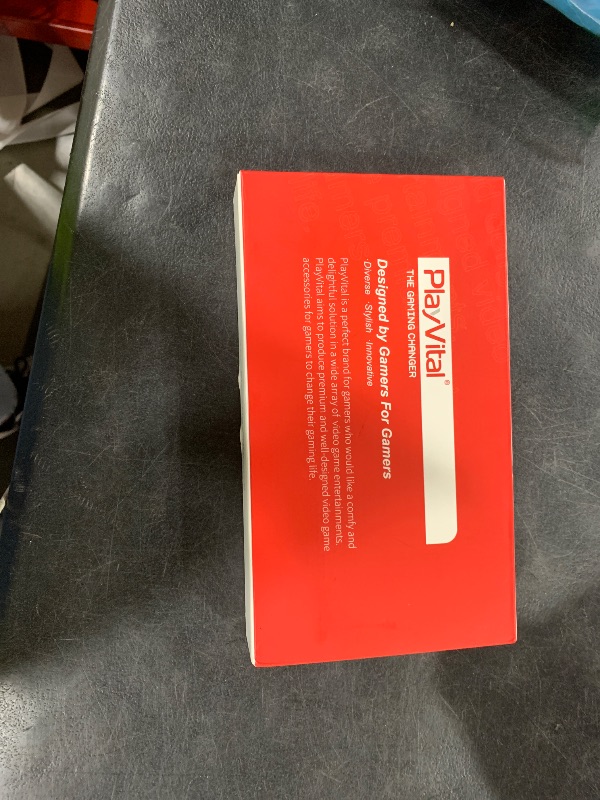 PlayVital®
THE GAMING CHANGER
Designed by Gamers For Gamers
·Diverse ·Stylish ·Innovative
PlayVital is a perfect brand for gamers who would like a comfy and
delightful solution in a wide array of video game entertainments.
PlayVital aims to produce premium and well-designed video game
accessories for gamers to change their gaming life.